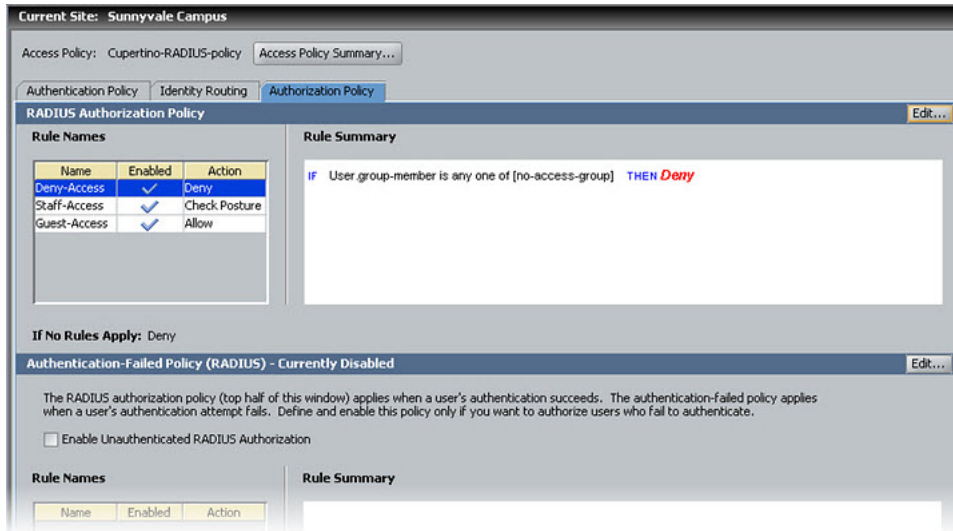 Current Site: Sunnyvale Campus
Access Policy: Cupertino-RADIUS-policy Access Policy Summary...
Authentication Policy Identity Routing Authorization Policy
RADIUS Authorization Policy Edit...
Rule Names
Name Enabled Action
Deny-Access Deny
Staff-Access Check Posture
Guest-Access Allow
Rule Summary
IF User.group-member is any one of [no-access-group] THEN Deny
If No Rules Apply: Deny
Authentication-Failed Policy (RADIUS) - Currently Disabled Edit...
The RADIUS authorization policy (top half of this window) applies when a user's authentication succeeds. The authentication-failed policy applies
when a user's authentication attempt fails. Define and enable this policy only if you want to authorize users who fail to authenticate.
Enable Unauthenticated RADIUS Authorization
Rule Names
Name Enabled Action
Rule Summary